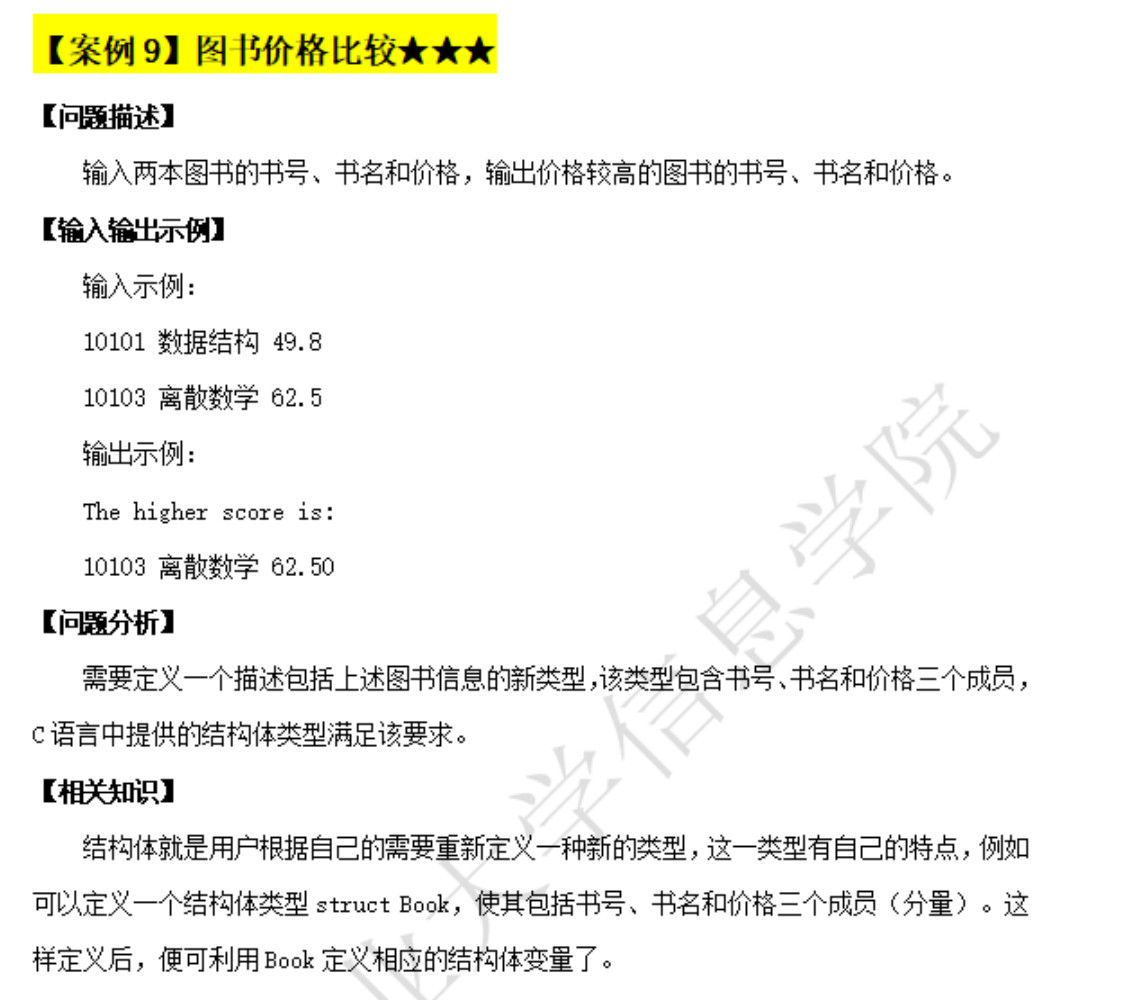 【案例 9】图书价格比较★★★
【问题描述】
输入两本图书的书号、书名和价格，输出价格较高的图书的书号、书名和价格。
【输入输出示例】
输入示例：
10101 数据结构 49.8
10103 离散数学 62.5
输出示例：
The higher score is:
10103 离散数学 62.50
【问题分析】
需要定义一个描述包括上述图书信息的新类型，该类型包含书号、书名和价格三个成员，
C 语言中提供的结构体类型满足该要求。
【相关知识】
结构体就是用户根据自己的需要重新定义一种新的类型，这一类型有自己的特点，例如
可以定义一个结构体类型 struct Book，使其包括书号、书名和价格三个成员（分量）。这
样定义后，便可利用 Book 定义相应的结构体变量了。
大学信息学院